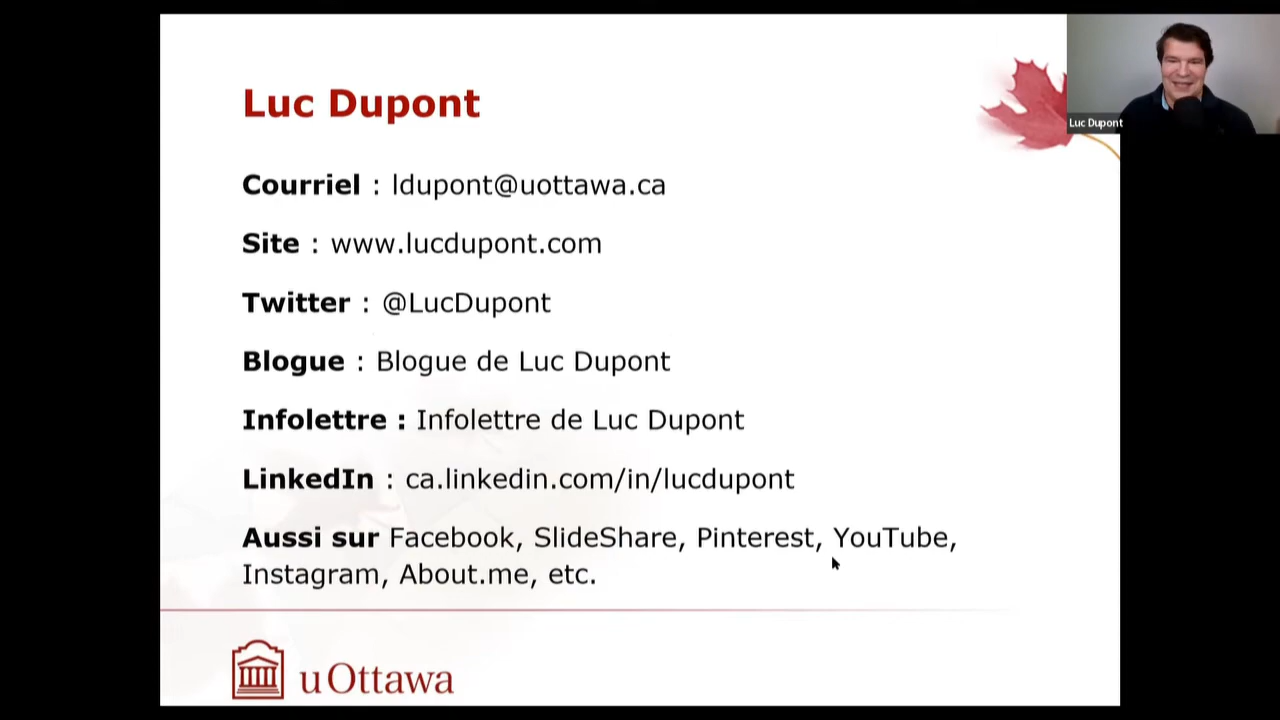 Luc Dupont
Luc Dupont
Courriel : ldupont@uottawa.ca
Site : www.lucdupont.com
Twitter : @LucDupont
Blogue : Blogue de Luc Dupont
Infolettre : Infolettre de Luc Dupont
LinkedIn : ca.linkedin.com/in/lucdupont
Aussi sur Facebook, SlideShare, Pinterest, YouTube,
Instagram, About.me, etc.
uOttawa